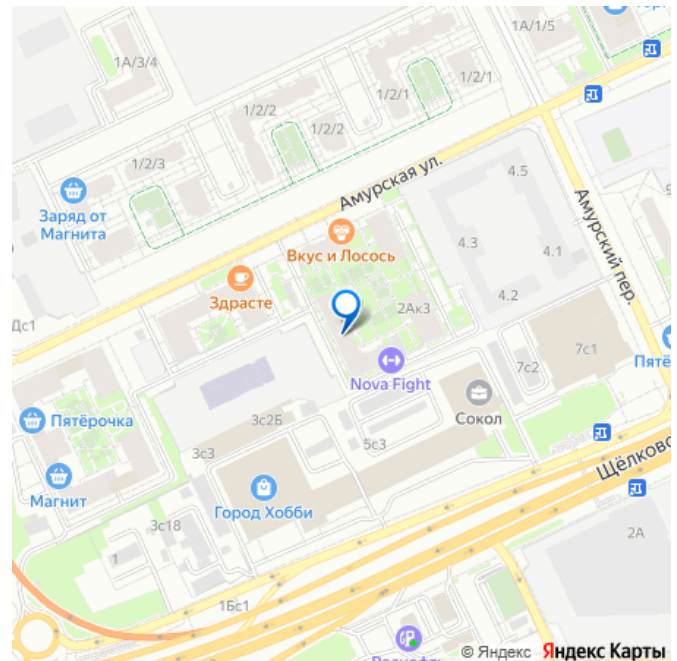 1А/3/4
1А/1/5
1/2/1
1/2/2
1/2/1
1/2/2
1/2/3
Амурская ул.
4.5
Амурский пер.
Заряд от
Магнита
4.3
4.1
Вкус и Лосось
Здрасте
4.2
2Ак3
7с1
7с2
Nova Fight
Пятёрочка
3с2Б
Сокол
5с3
3с3
Магнит
Город Хобби
3с18
2А
1
1Бс1
© Яндекс Яндекс Карты